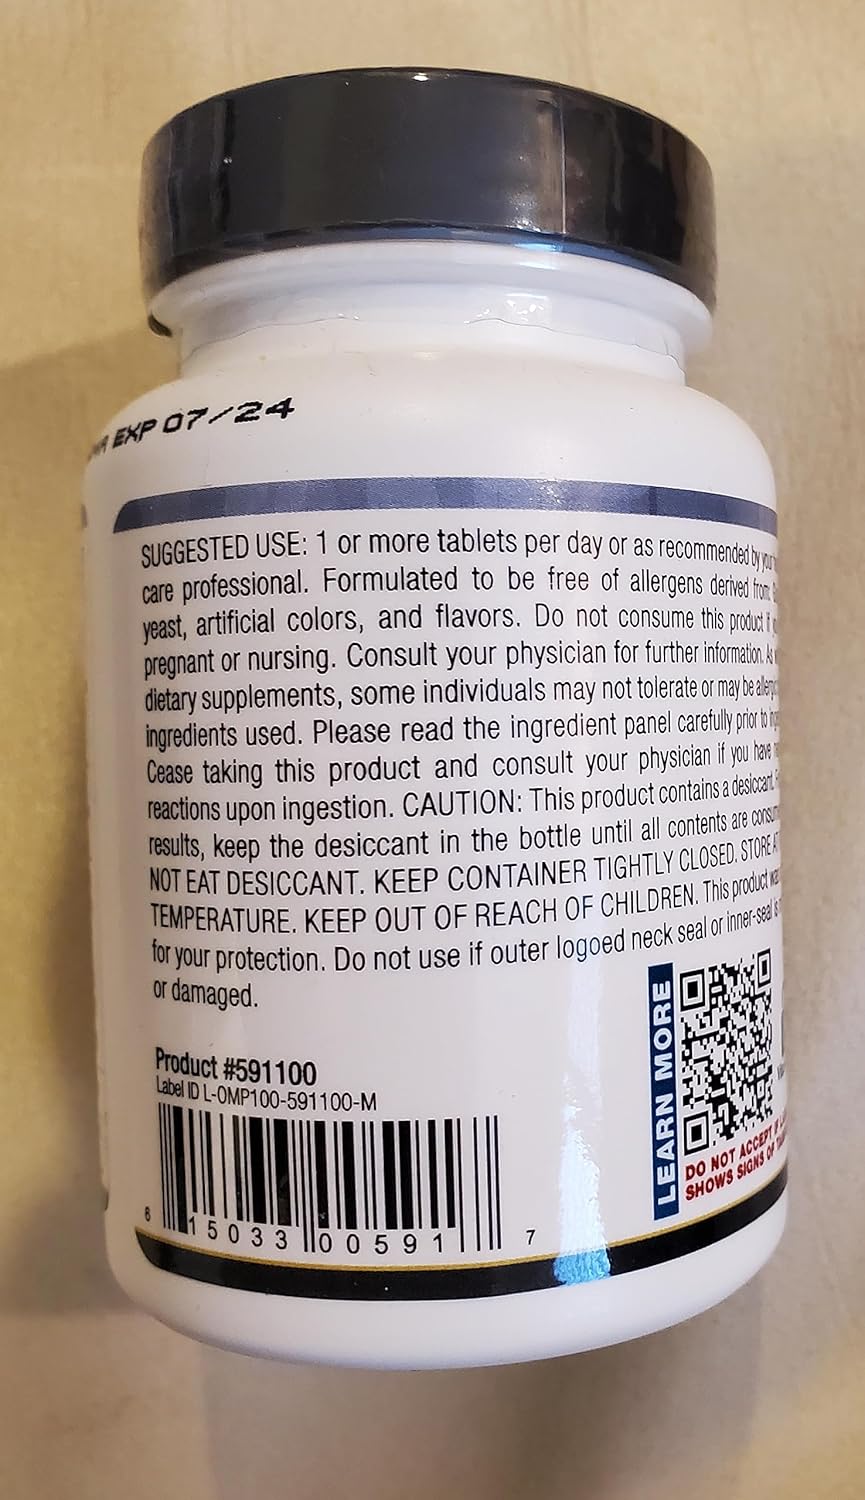 EXP 07/24
SUGGESTED USE: 1 or more tablets per day or as recommended by your
care professional. Formulated to be free of allergens derived from:
yeast, artificial colors, and flavors. Do not consume this product if
pregnant or nursing. Consult your physician for further information. As
dietary supplements, some individuals may not tolerate or may be
ingredients used. Please read the ingredient panel carefully prior to
Cease taking this product and consult your physician if you have
reactions upon ingestion. CAUTION: This product contains a desiccant.
results, keep the desiccant in the bottle until all contents are
NOT EAT DESICCANT. KEEP CONTAINER TIGHTLY CLOSED. STORE AT
TEMPERATURE. KEEP OUT OF REACH OF CHILDREN. This product was
for your protection. Do not use if outer logoed neck seal or inner-seal is
or damaged.
Product #591100
Label ID L-OMP100-591100-M
6 15033 00591 7
LEARN MORE
DO NOT ACCEPT IF
SHOWS SIGNS OF